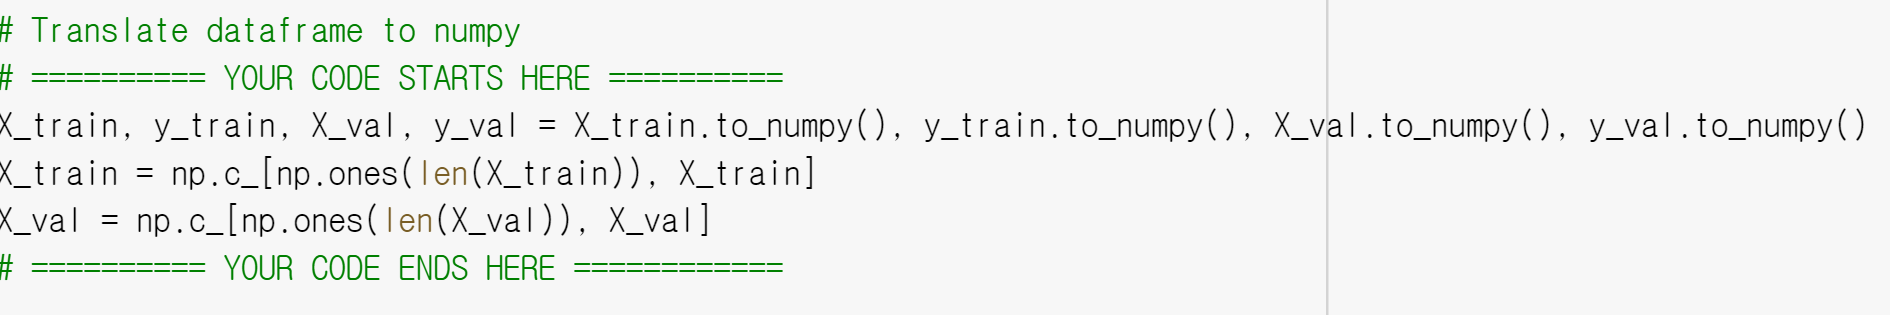 # Translate dataframe to numpy
# ========== YOUR CODE STARTS HERE ==========
X_train, y_train, X_val, y_val = X_train.to_numpy(), y_train.to_numpy(), X_val.to_numpy(), y_val.to_numpy()
X_train = np.c_[np.ones(len(X_train)), X_train]
X_val = np.c_[np.ones(len(X_val)), X_val]
# ========== YOUR CODE ENDS HERE ============